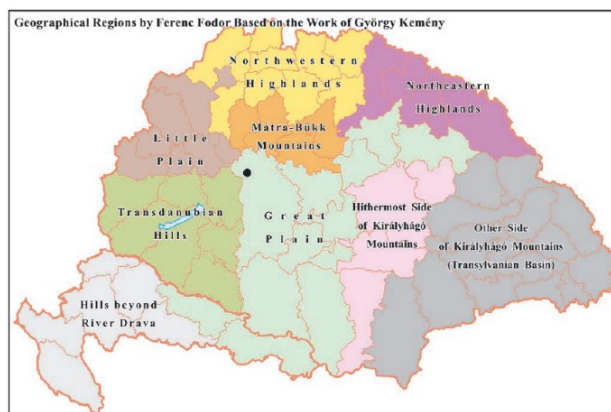 Geographical Regions by Ferenc Fodor Based on the Work of György Kemény
Northwestern
Highlands
Northeastern
Highlands
Mátra-Bükk
Mountains
Little
Plain
Transdanubian
Hills
Great
Plain
Hithermost Side
of Királyhágó
Mountains
Other Side
of Királyhágó Mountains
(Transylvanian Basin)
Hills beyond
River Drava